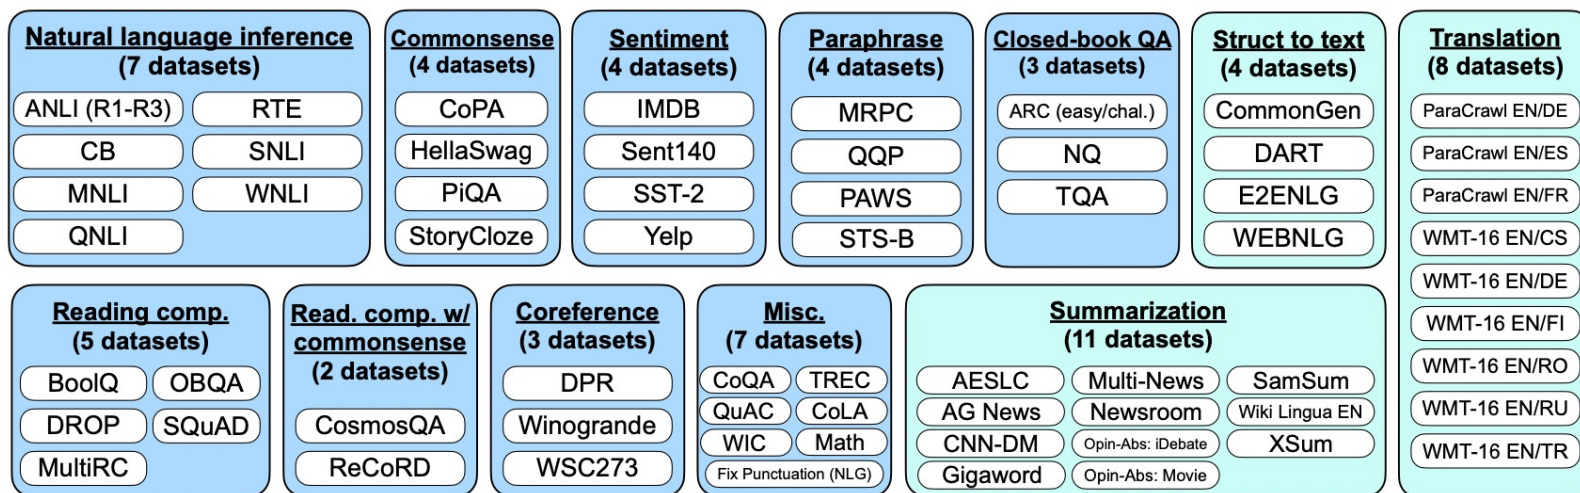 Natural language inference
(7 datasets)
ANLI (R1-R3)
RTE
CB
SNLI
MNLI
WNLI
QNLI
Commonsense
(4 datasets)
CoPA
HellaSwag
PiQA
StoryCloze
Sentiment
(4 datasets)
IMDB
Sent140
SST-2
Yelp
Paraphrase
(4 datasets)
MRPC
QQP
PAWS
STS-B
Closed-book QA
(3 datasets)
ARC (easy/chal.)
NQ
TQA
Struct to text
(4 datasets)
CommonGen
DART
E2ENLG
WEBNLG
Translation
(8 datasets)
ParaCrawl EN/DE
ParaCrawl EN/ES
ParaCrawl EN/FR
WMT-16 EN/CS
WMT-16 EN/DE
WMT-16 EN/FI
WMT-16 EN/RO
WMT-16 EN/RU
WMT-16 EN/TR
Reading comp.
(5 datasets)
BoolQ
OBQA
DROP
SQuAD
MultiRC
Read. comp. w/
commonsense
(2 datasets)
CosmosQA
ReCoRD
Coreference
(3 datasets)
DPR
Winogrande
WSC273
Misc.
(7 datasets)
CoQA
TREC
QuAC
CoLA
WIC
Math
Fix Punctuation (NLG)
Summarization
(11 datasets)
AESLC
Multi-News
SamSum
AG News
Newsroom
Wiki Lingua EN
CNN-DM
Opin-Abs: iDebate
XSum
Gigaword
Opin-Abs: Movie